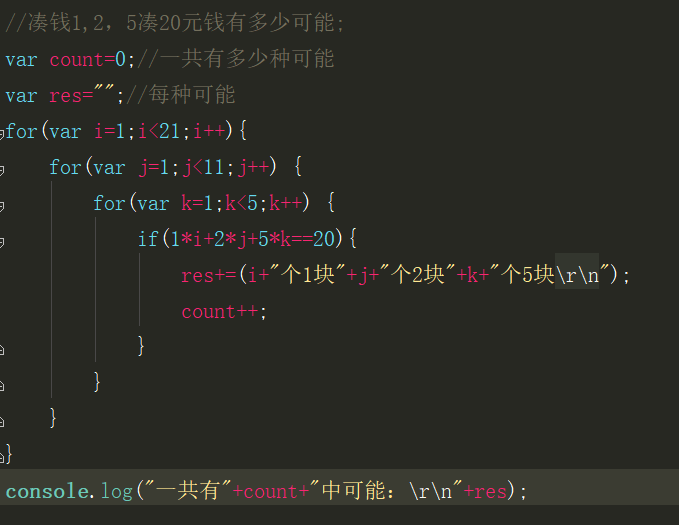 //凑钱1,2，5凑20元钱有多少可能;
var count=0;//一共有多少种可能
var res="";//每种可能
for(var i=1;i<21;i++){
for(var j=1;j<11;j++) {
for(var k=1;k<5;k++) {
if(1*i+2*j+5*k==20){
res+=(i+"个1块"+j+"个2块"+k+"个5块\r\n");
count++;
}
}
}
}
console.log("一共有"+count+"中可能：\r\n"+res);